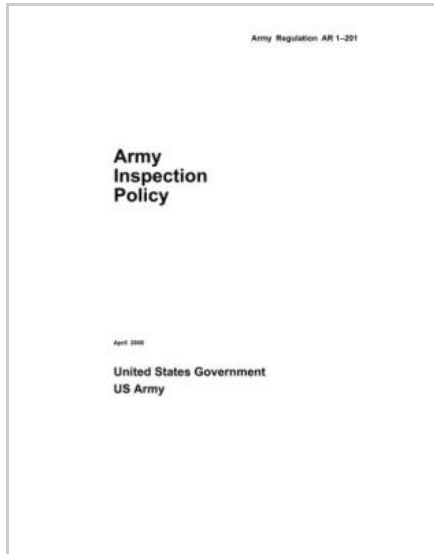 Army Regulation AR 1–201
Army
Inspection
Policy
April
United States Government
US Army